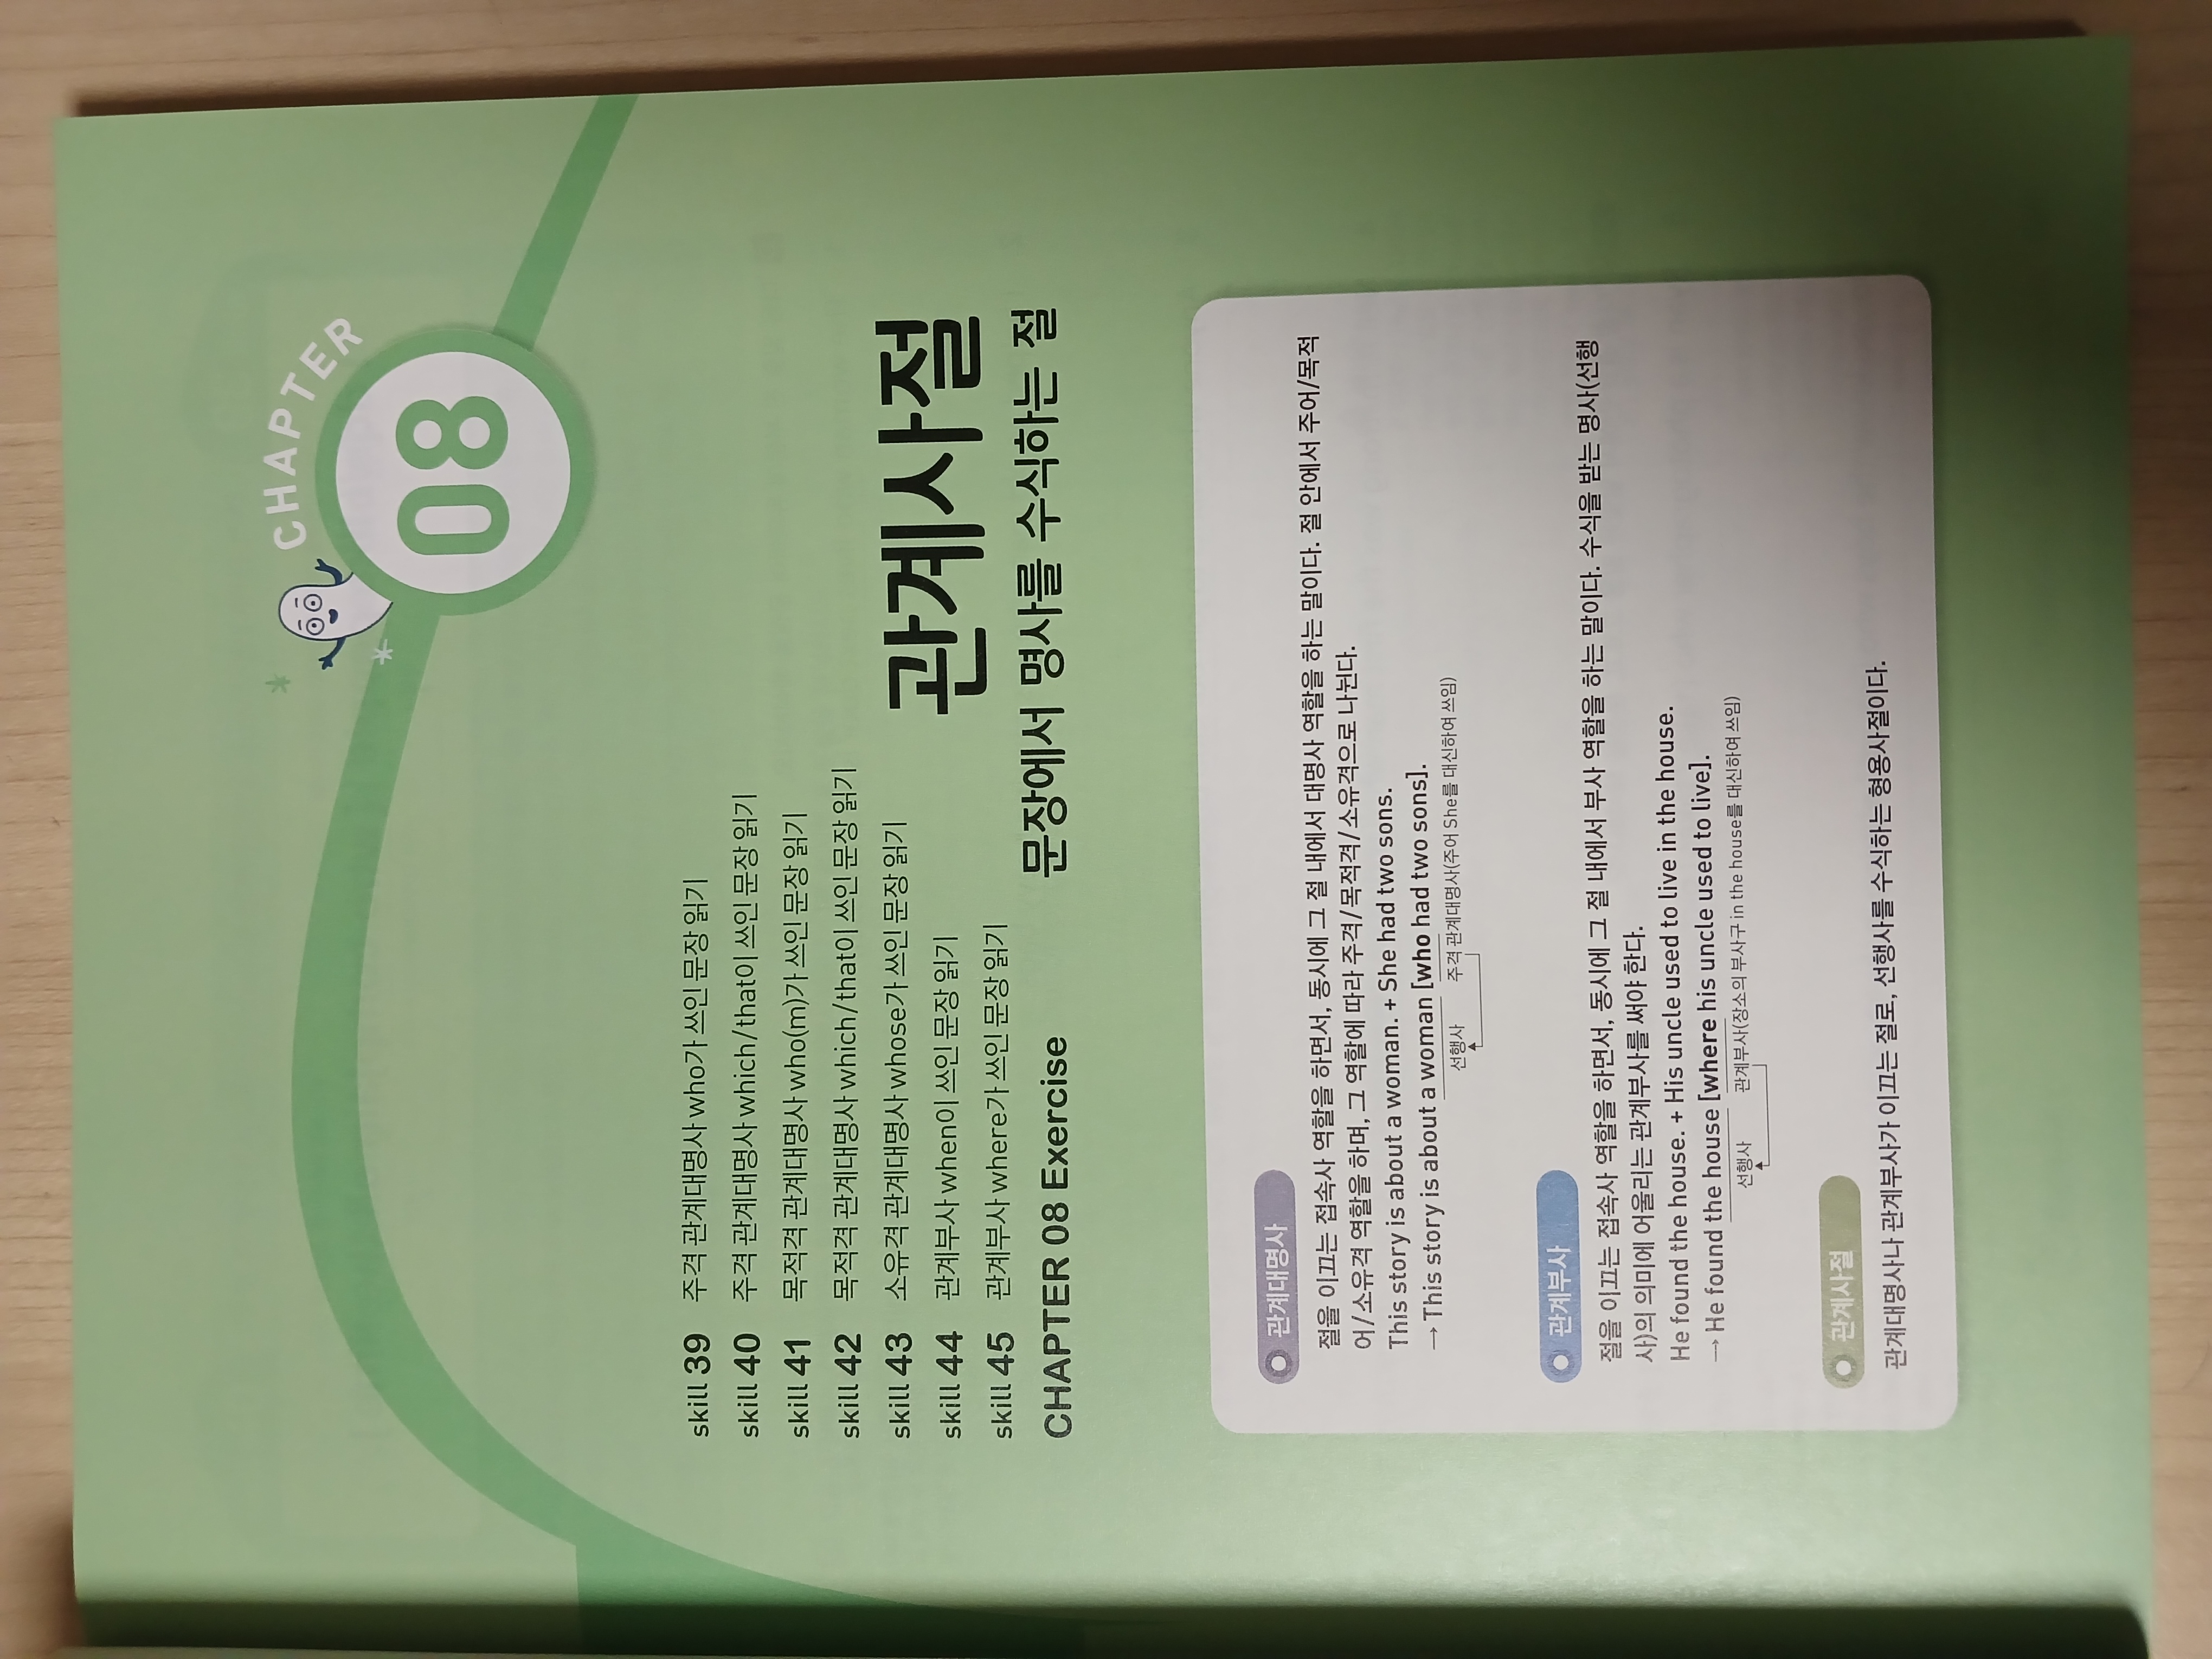 CHAPTER
08
skill 39 주격 관계대명사 who가 쓰인 문장 읽기
skill 40 주격 관계대명사 which/that이 쓰인 문장 읽기
skill 41 목적격 관계대명사 who(m)가 쓰인 문장 읽기
skill 42 목적격 관계대명사 which/that이 쓰인 문장 읽기
skill 43 소유격 관계대명사 whose가 쓰인 문장 읽기
skill 44 관계부사 when이 쓰인 문장 읽기
skill 45 관계부사 where가 쓰인 문장 읽기
CHAPTER 08 Exercise
관계사절
문장에서 명사를 수식하는 절
관계대명사
절을 이끄는 접속사 역할을 하면서, 동시에 그 절 내에서 대명사 역할을 하는 말이다. 절 안에서 주어/목적
어/소유격 역할을 하며, 그 역할에 따라 주격/목적격/소유격으로 나뉜다.
This story is about a woman. + She had two sons.
→ This story is about a woman [who had two sons].
선행사 주격 관계대명사(주어 She를 대신하여 쓰임)
관계부사
절을 이끄는 접속사 역할을 하면서, 동시에 그 절 내에서 부사 역할을 하는 말이다. 수식을 받는 명사(선행
사)의 의미에 어울리는 관계부사를 써야 한다.
He found the house. + His uncle used to live in the house.
→ He found the house [where his uncle used to live].
선행사 관계부사(장소의 부사구 in the house를 대신하여 쓰임)
관계사절
관계대명사나 관계부사가 이끄는 절로, 선행사를 수식하는 형용사절이다.